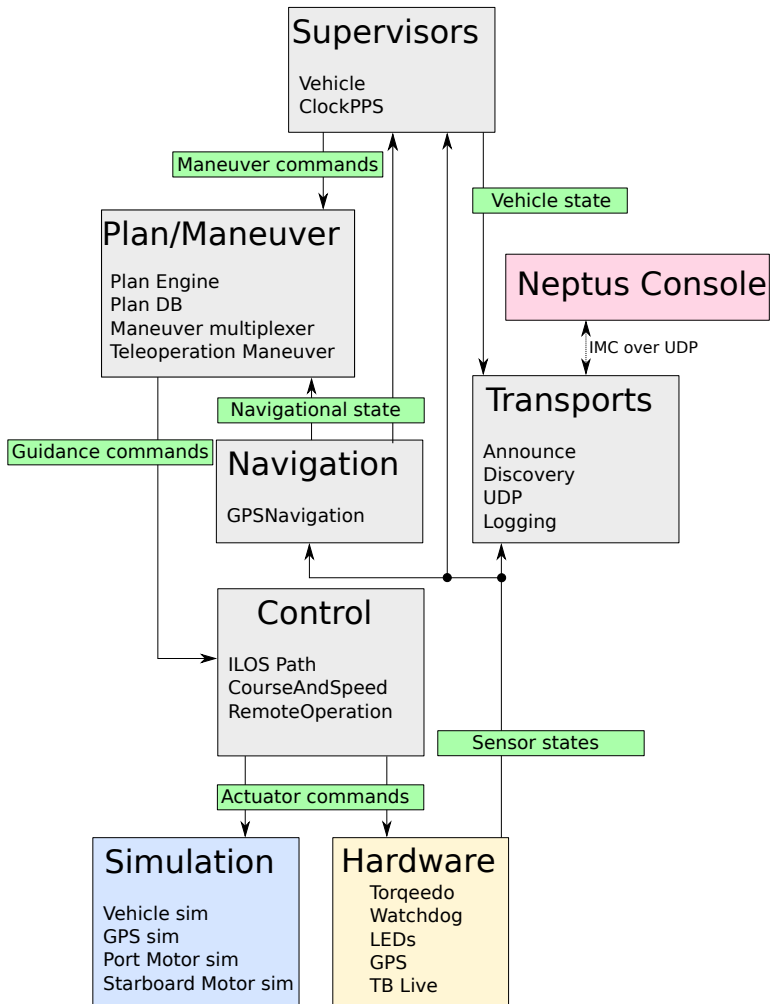 Supervisors
Vehicle
ClockPPS
Maneuver commands
Vehicle state
Plan/Maneuver
Plan Engine
Plan DB
Maneuver multiplexer
Teleoperation Maneuver
Neptus Console
IMC over UDP
Transports
Announce
Discovery
UDP
Logging
Navigational state
Guidance commands
Navigation
GPSNavigation
Control
ILOS Path
CourseAndSpeed
RemoteOperation
Sensor states
Actuator commands
Simulation
Vehicle sim
GPS sim
Port Motor sim
Starboard Motor sim
Hardware
Torqeedo
Watchdog
LEDs
GPS
TB Live